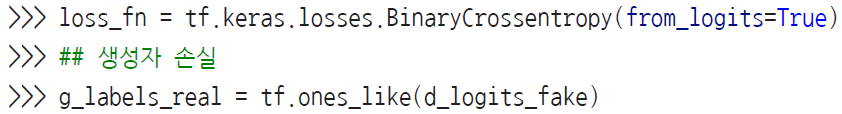 >>> loss_fn = tf.keras.losses.BinaryCrossentropy(from_logits=True)
>>> ## 생성자 손실
>>> g_labels_real = tf.ones_like(d_logits_fake)